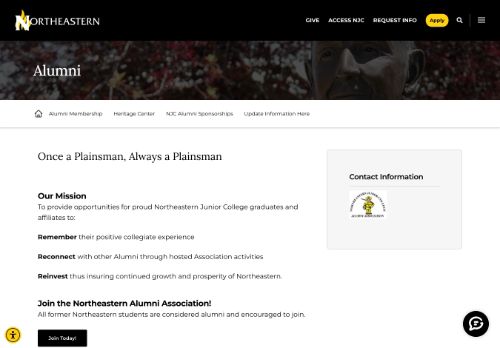 NORTHEASTERN
GIVE ACCESS NJC REQUEST INFO Apply
Alumni
Alumni Membership Heritage Center NJC Alumni Sponsorships Update Information Here
Once a Plainsman, Always a Plainsman
Contact Information
Our Mission
To provide opportunities for proud Northeastern Junior College graduates and
affiliates to:
Remember their positive collegiate experience
Reconnect with other Alumni through hosted Association activities
Reinvest thus insuring continued growth and prosperity of Northeastern.
Join the Northeastern Alumni Association!
All former Northeastern students are considered alumni and encouraged to join.
Join Today!